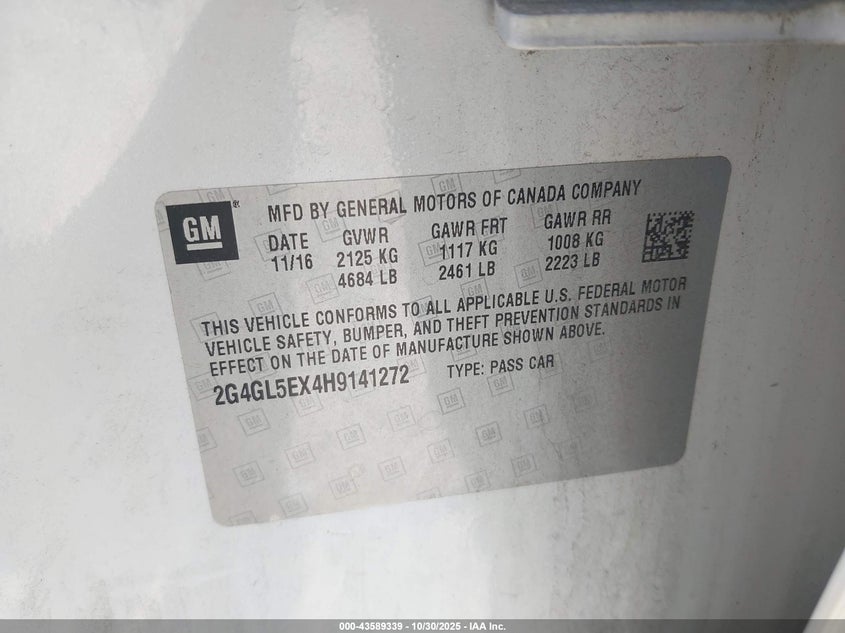 GM
MFD BY GENERAL MOTORS OF CANADA COMPANY
DATE GVWR GAWR FRT GAWR RR
11/16 2125 KG 1117 KG 1008 KG
4684 LB 2461 LB 2223 LB
THIS VEHICLE CONFORMS TO ALL APPLICABLE U.S. FEDERAL MOTOR
VEHICLE SAFETY, BUMPER, AND THEFT PREVENTION STANDARDS IN
EFFECT ON THE DATE OF MANUFACTURE SHOWN ABOVE.
2G4GL5EX4H9141272 TYPE: PASS CAR
000-43589339 - 10/30/2025 - IAA Inc.